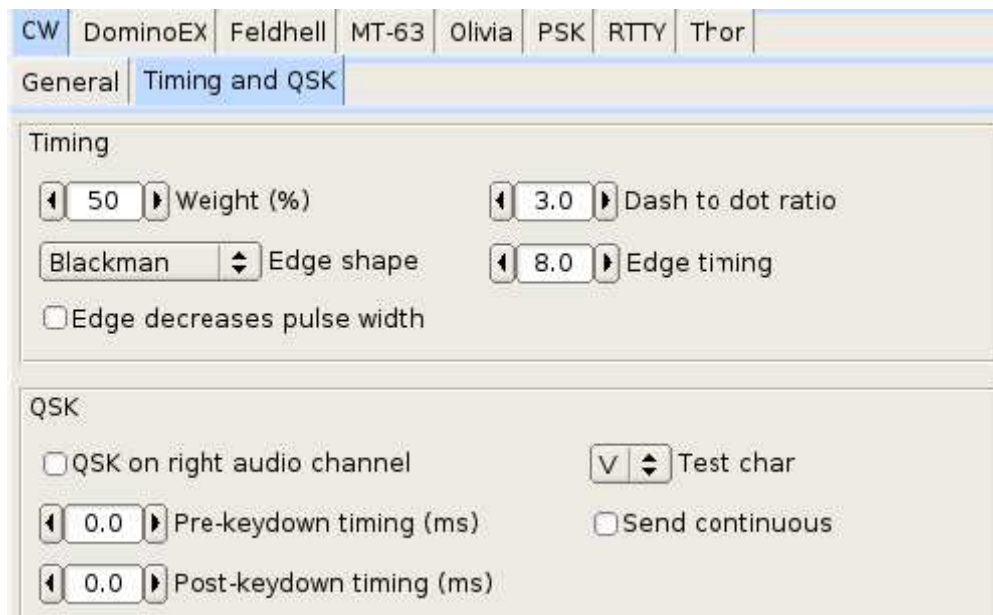 CW DominoEX Feldhell MT-63 Olivia PSK RTTY Thor
General Timing and QSK
Timing
50 Weight (%) 3.0 Dash to dot ratio
Blackman Edge shape 8.0 Edge timing
Edge decreases pulse width
QSK
QSK on right audio channel V Test char
0.0 Pre-keydown timing (ms) Send continuous
0.0 Post-keydown timing (ms)